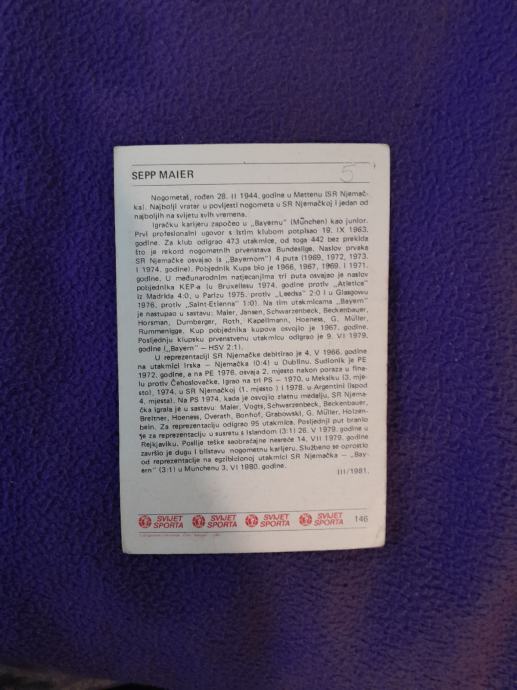 SEPP MAIER
5
Nogometaš, rođen 28. II 1944. godine u Mettenu (SR Njemač-
ka). Najbolji vratar u povijesti nogometa u SR Njemačkoj i jedan od
najboljih na svijetu svih vremena.
Igračku karijeru započeo u „Bayernu" (München) kao junior.
Prvi profesionalni ugovor s istim klubom potpisao 19. IX 1963.
godine. Za klub odigrao 473 utakmice, od toga 442 bez prekida
što je rekord nogometnih prvenstava Bundeslige. Naslov prvaka
SR Njemačke osvajao (s „Bayernom") 4 puta (1969, 1972, 1973.
i 1974. godine). Pobjednik Kupa bio je 1966, 1967, 1969. i 1971.
godine. U međunarodnim natjecanjima tri puta osvajao je naslov
pobjednika KEP-a (u Bruxellesu 1974. godine protiv „Atletica"
iz Madrida 4:0, u Parizu 1975. protiv „Leedsa" 2:0 i u Glasgowu
1976. protiv „Saint-Etienna" 1:0). Na tim utakmicama „Bayern"
je nastupao u sastavu: Maier, Jansen, Schwarzenbeck, Beckenbauer,
Horsman, Durnberger, Roth, Kapellmann, Hoeness, G. Müller,
Rummenigge. Kup pobjednika kupova osvojio je 1967. godine.
Posljednju klupsku prvenstvenu utakmicu odigrao je 9. VI 1979.
godine („Bayern" – HSV 2:1).
U reprezentaciji SR Njemačke debitirao je 4. V 1966. godine
na utakmici Irska – Njemačka (0:4) u Dublinu. Sudionik je PE
1972. godine, a na PE 1976. osvaja 2. mjesto nakon poraza u fina-
lu protiv Čehoslovačke. Igrao na tri PS – 1970. u Meksiku (3. mje-
sto), 1974. u SR Njemačkoj (1. mjesto) i 1978. u Argentini (ispod
4. mjesta). Na PS 1974. kada je osvojio zlatnu medalju, SR Njema-
čka igrala je u sastavu: Maier, Vogts, Schwarzenbeck, Beckenbauer,
Breitner, Hoeness, Overath, Bonhof, Grabowski, G. Müller, Holzen-
bein. Za reprezentaciju odigrao 95 utakmica. Posljednji put branio
je za reprezentaciju u susretu s Islandom (3:1) 26. V 1979. godine u
Rejkjaviku. Poslije teške saobraćajne nesreće 14. VII 1979. godine
završio je dugu i blistavu nogometnu karijeru. Službeno se oprostio
od reprezentacije na egzibicionoj utakmici SR Njemačka – „Bay-
ern" (3:1) u Munchenu 3. VI 1980. godine.
III/1981.
SVIJET SPORTA SVIJET SPORTA SVIJET SPORTA SVIJET SPORTA 146